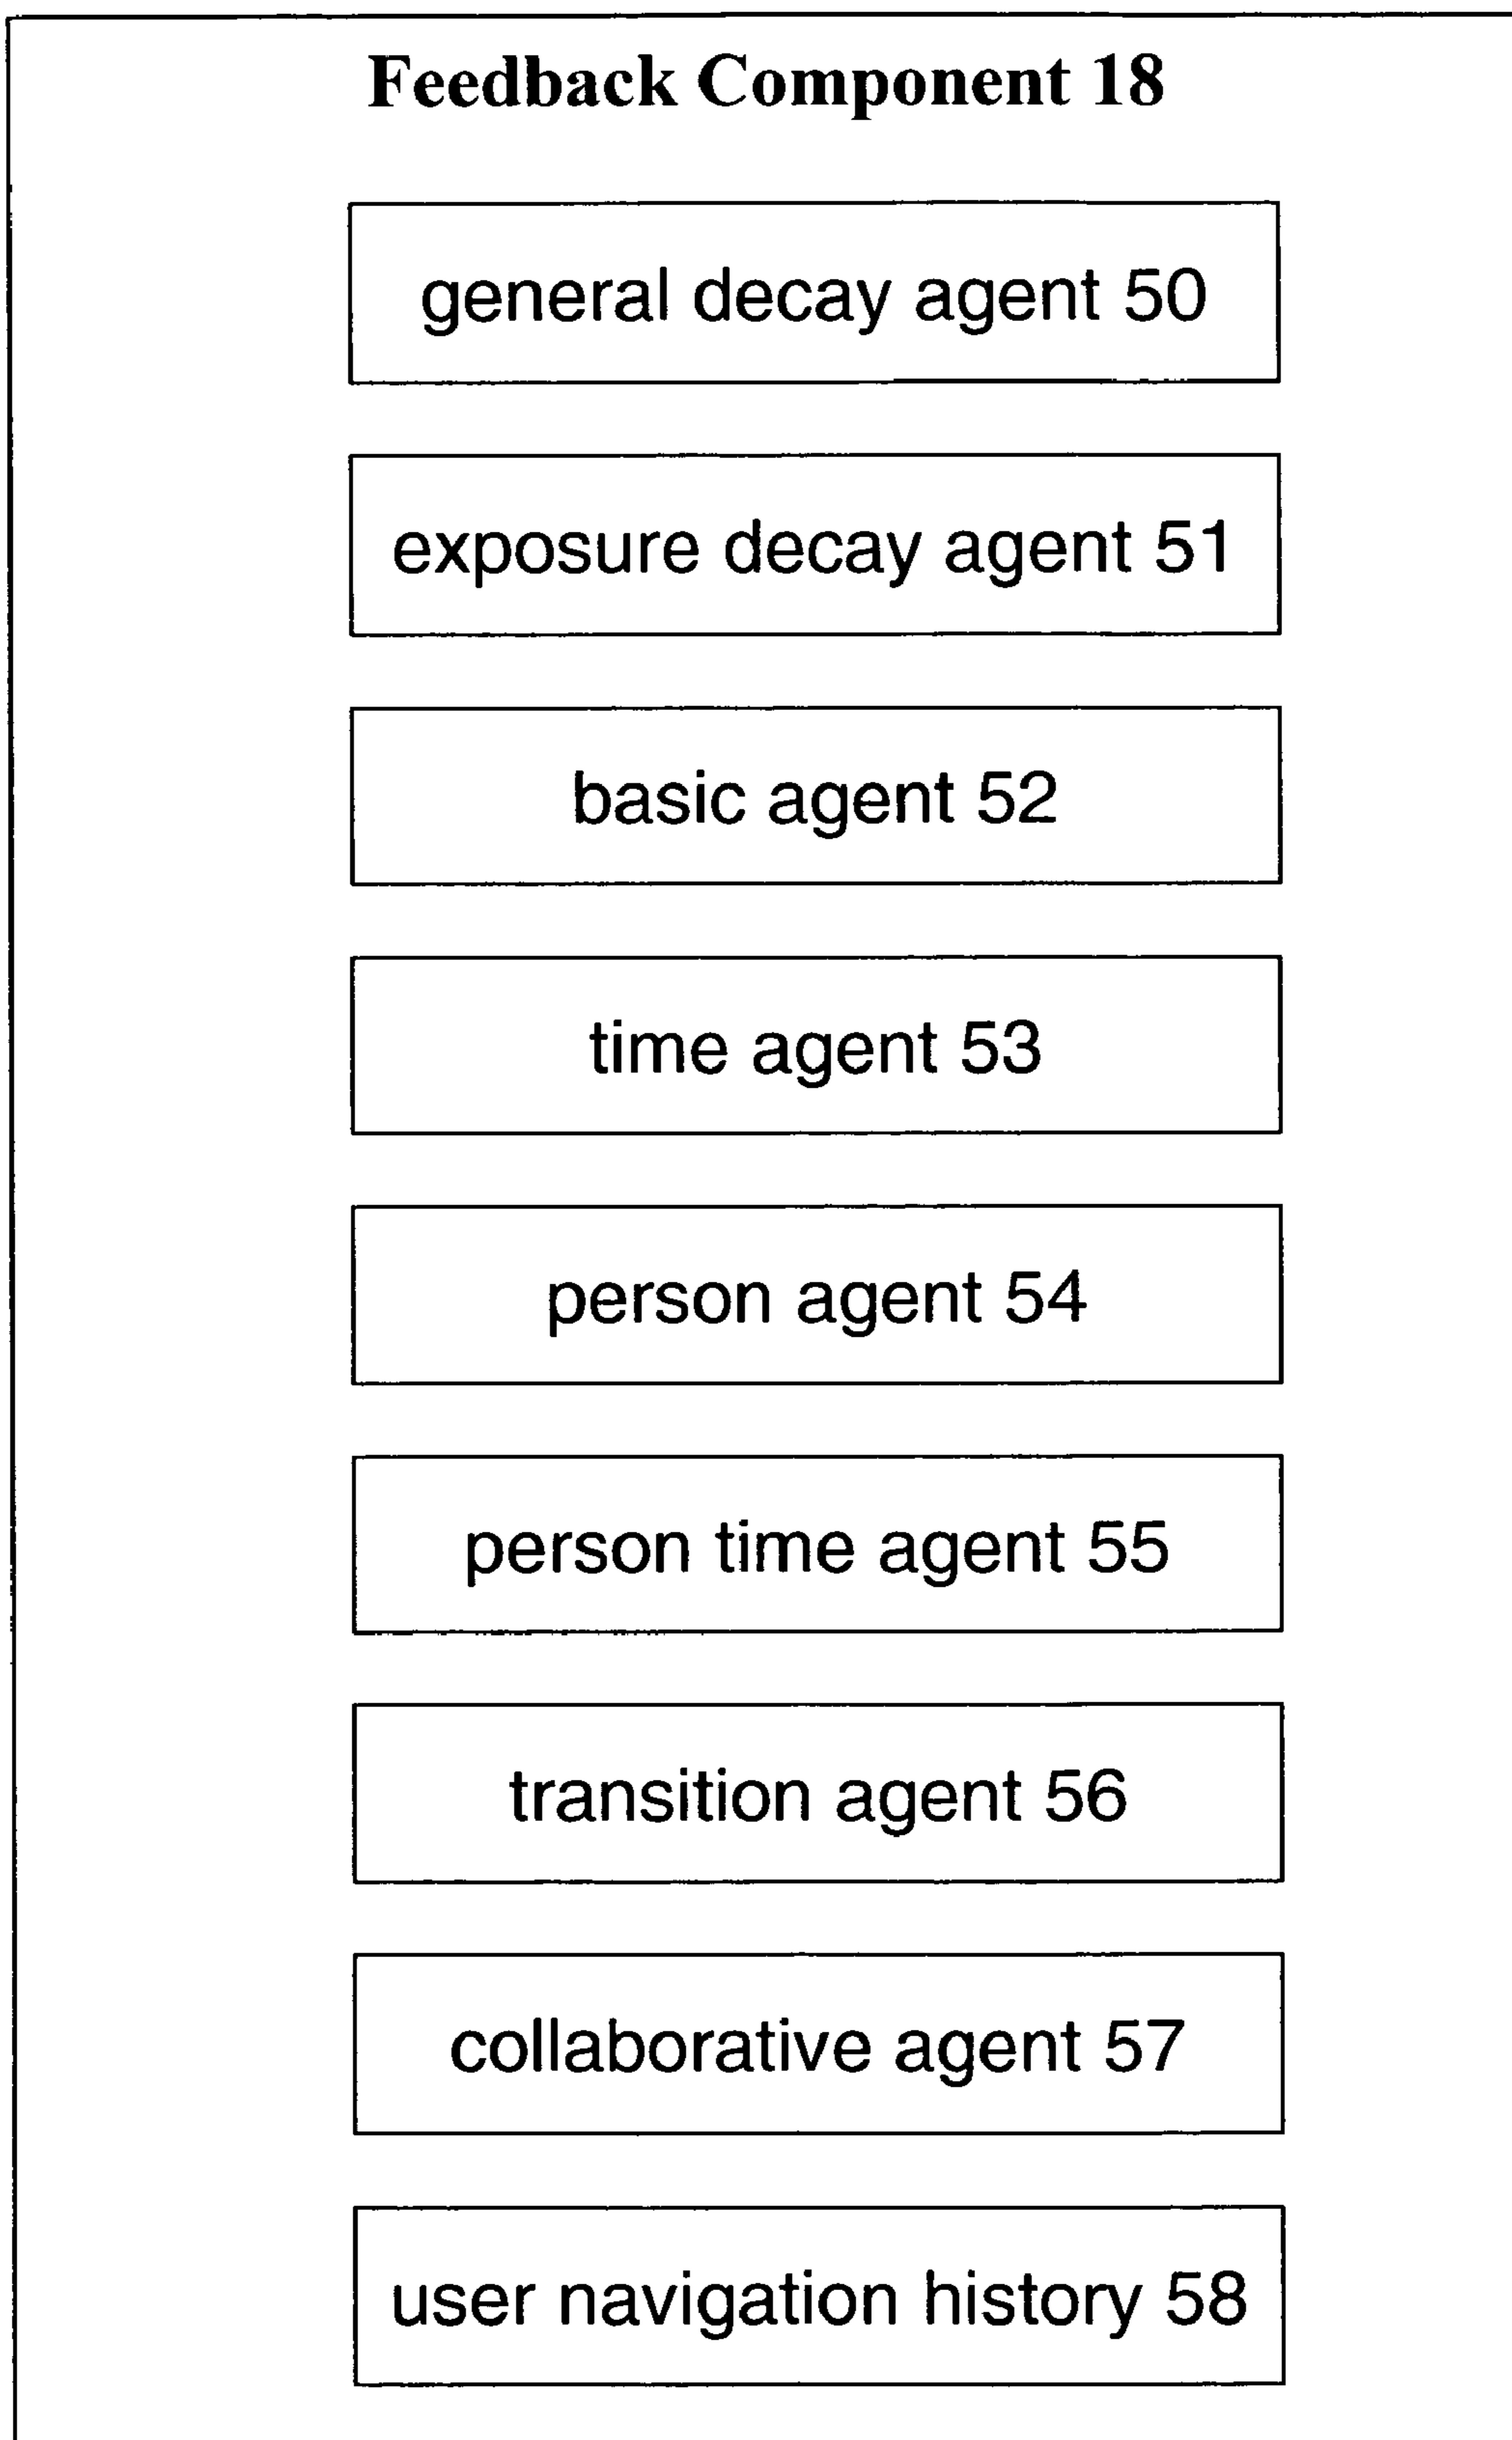 Feedback Component 18
general decay agent 50
exposure decay agent 51
basic agent 52
time agent 53
person agent 54
person time agent 55
transition agent 56
collaborative agent 57
user navigation history 58